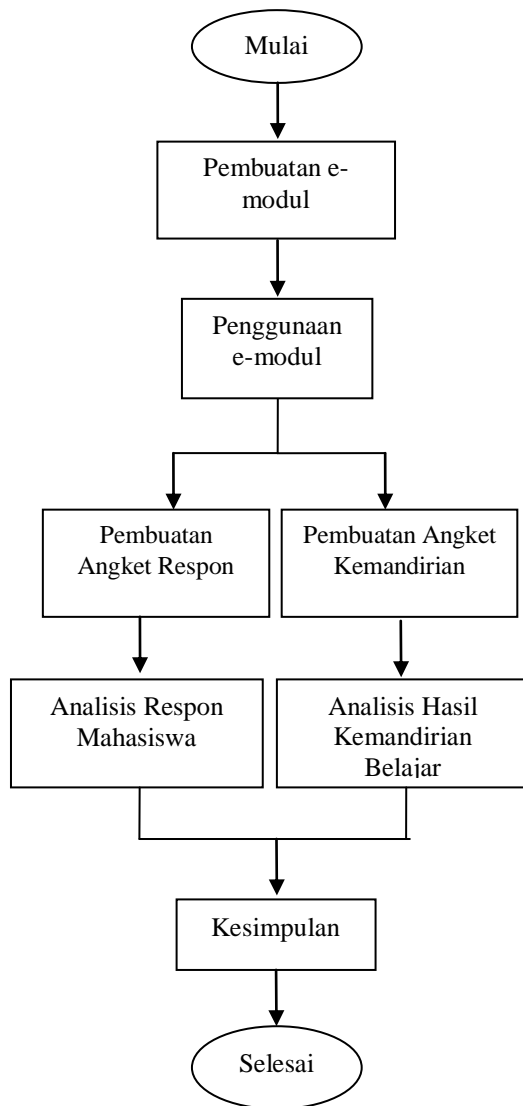 Mulai
Pembuatan e-
modul
Penggunaan
e-modul
Pembuatan
Angket Respon
Pembuatan Angket
Kemandirian
Analisis Respon
Mahasiswa
Analisis Hasil
Kemandirian
Belajar
Kesimpulan
Selesai